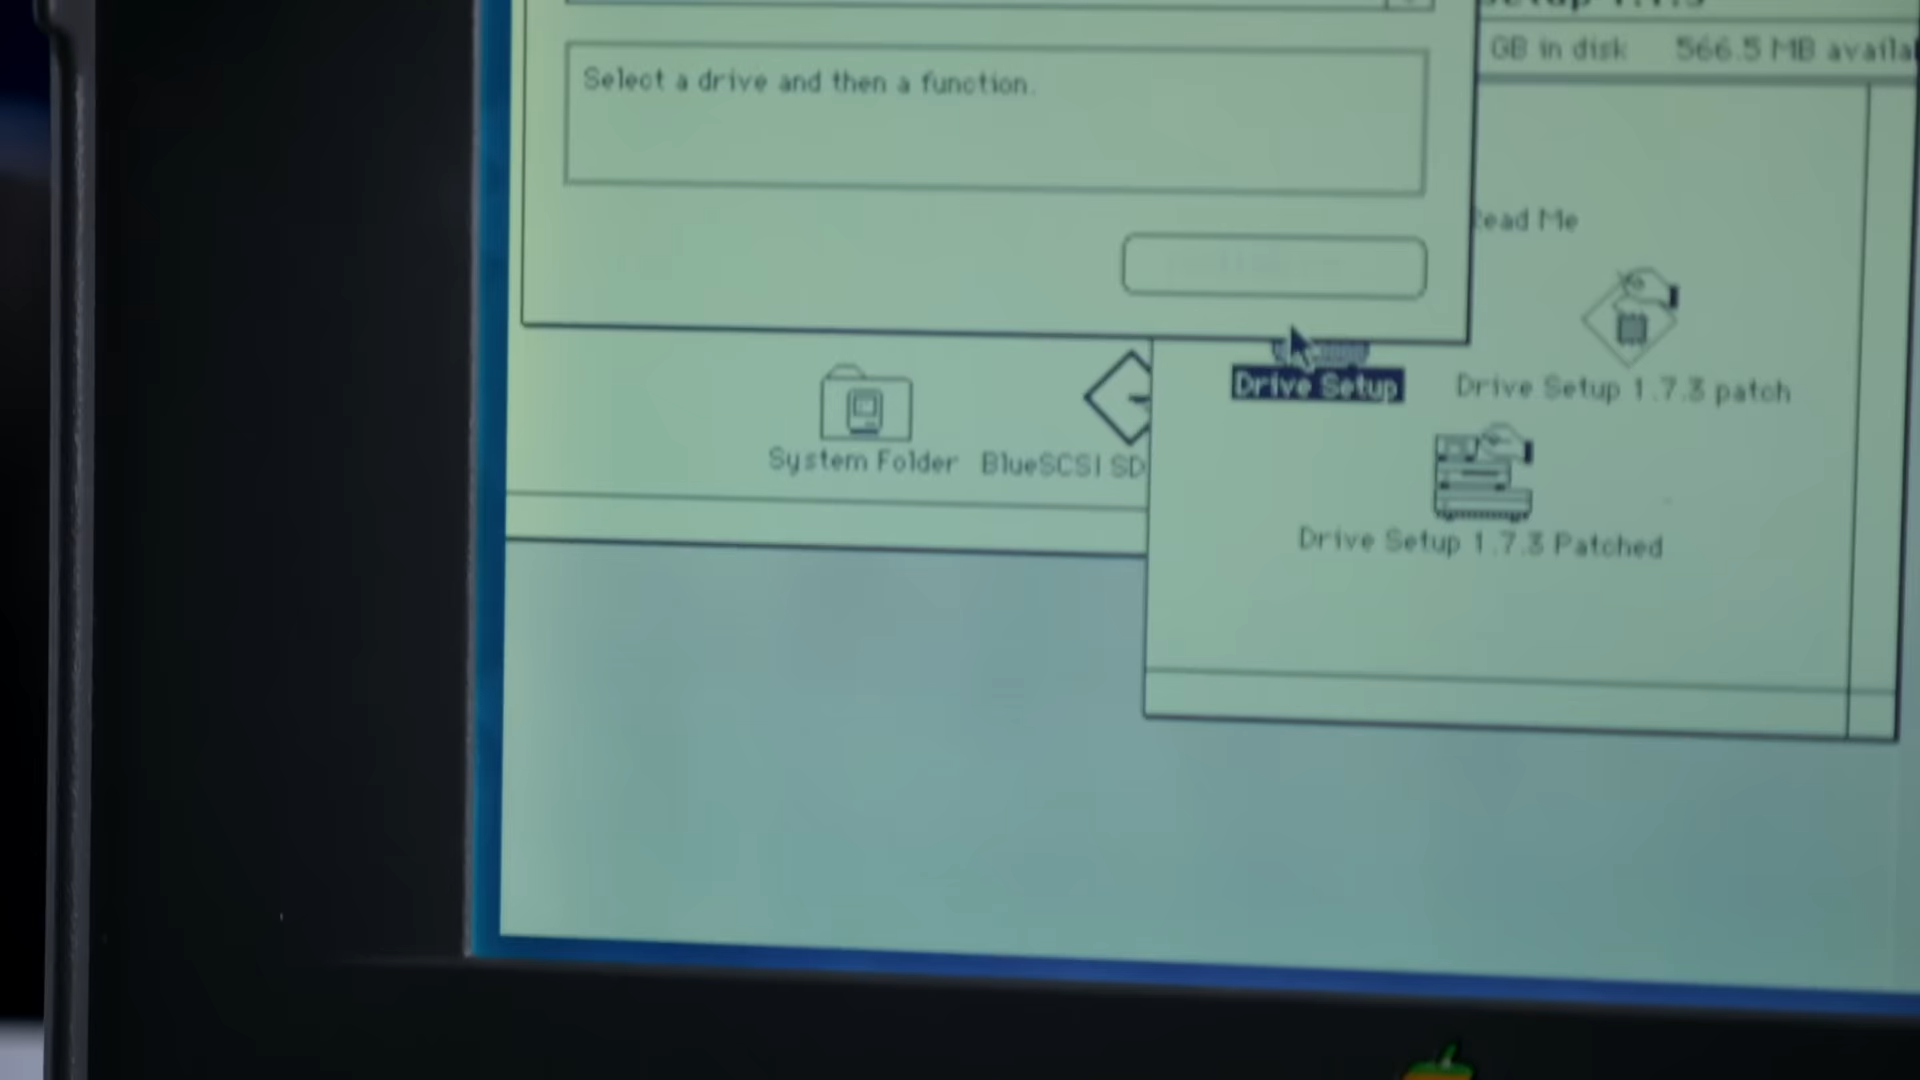 GB in disk 566.5 MB availa
Select a drive and then a function.
Read Me
Drive Setup
Drive Setup 1.7.3 patch
System Folder
BlueSCSI SD
Drive Setup 1.7.3 Patched